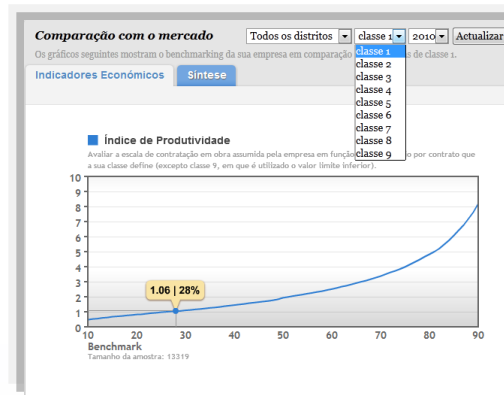 Comparação com o mercado
Todos os distritos
classe 1
2010
Actualizar
Os gráficos seguintes mostram o benchmarking da sua empresa em comparação
s de classe 1.
classe 1
classe 2
classe 3
classe 4
classe 5
classe 6
classe 7
classe 8
classe 9
Indicadores Económicos
Síntese
Índice de Produtividade
Avaliar a escala de contratação em obra assumida pela empresa em função
o por contrato que
a sua classe define (excepto classe 9, em que é utilizado o valor limite inferior).
10
9
8
7
6
5
4
3
2
1
0
1.06 | 28%
10 20 30 40 50 60 70 80 90
Benchmark
Tamanho da amostra: 13319